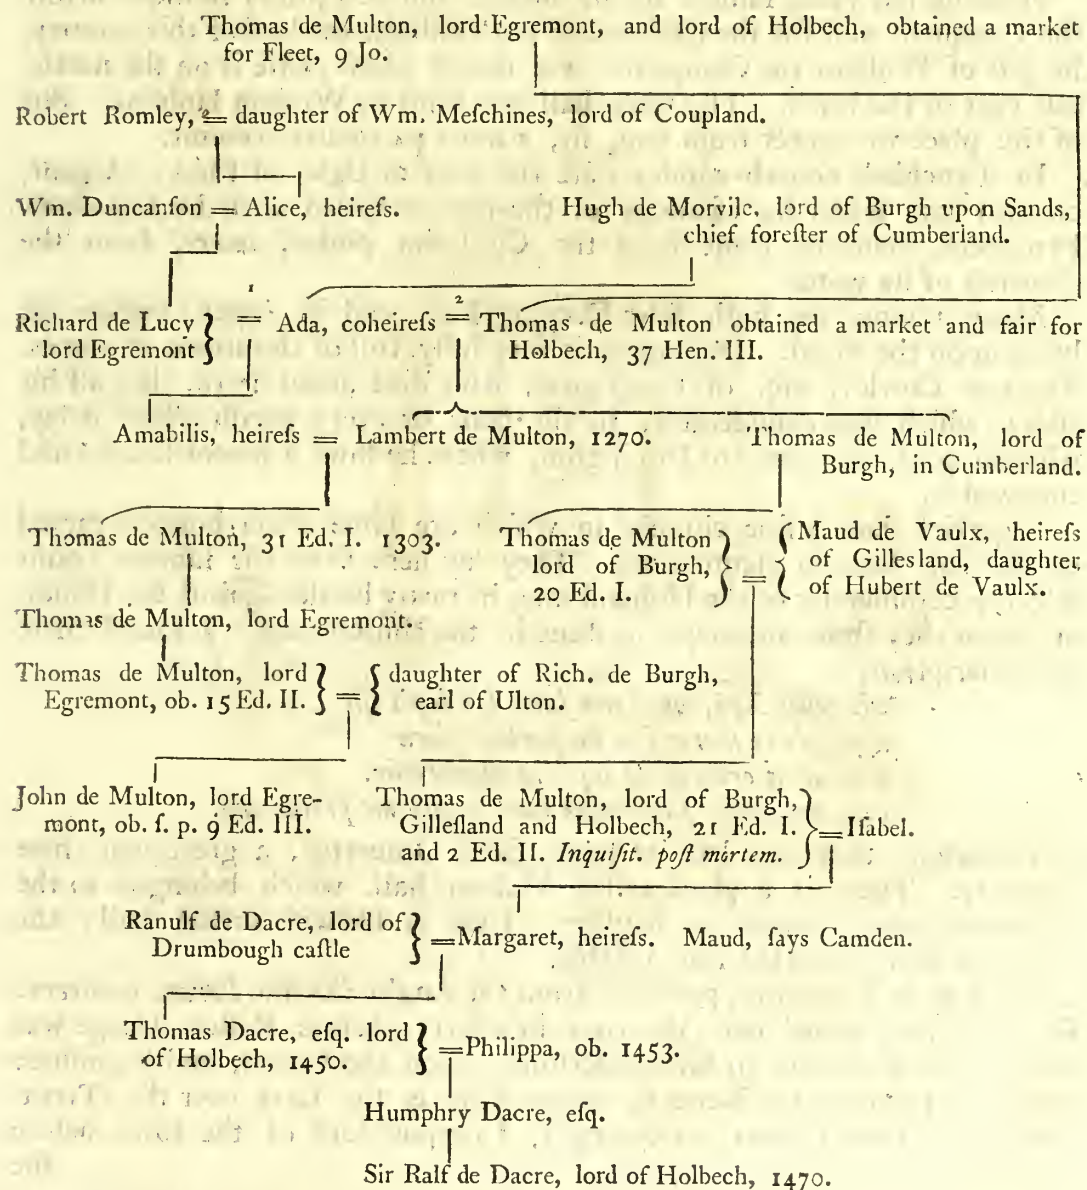 Thomas de Multon, lord Egremont, and lord of Holbech, obtained a market
for Fleet, 9 Jo.
Robert Romley, = daughter of Wm. Meſchines, lord of Coupland.
Wm. Duncanſon = Alice, heireſs.
Hugh de Morvile, lord of Burgh upon Sands,
chief foreſter of Cumberland.
1
2
Richard de Lucy } = Ada, coheireſs = Thomas de Multon obtained a market and fair for
lord Egremont } Holbech, 37 Hen. III.
Amabilis, heireſs = Lambert de Multon, 1270.
Thomas de Multon, lord of
Burgh, in Cumberland.
Thomas de Multon, 31 Ed. I. 1303.
Thomas de Multon
lord of Burgh,
20 Ed. I. } = {
Maud de Vaulx, heireſs
of Gilleſland, daughter
of Hubert de Vaulx.
Thomas de Multon, lord Egremont.
Thomas de Multon, lord
Egremont, ob. 15 Ed. II. } = {
daughter of Rich. de Burgh,
earl of Ulton.
John de Multon, lord Egre-
mont, ob. ſ. p. 9 Ed. III.
Thomas de Multon, lord of Burgh,
Gilleſland and Holbech, 21 Ed. I. } = Iſabel.
and 2 Ed. II. Inquiſit. poſt mortem.
Ranulf de Dacre, lord of
Drumbough caſtle } = Margaret, heireſs. Maud, ſays Camden.
Thomas Dacre, eſq. lord
of Holbech, 1450. } = Philippa, ob. 1453.
Humphry Dacre, eſq.
Sir Ralf de Dacre, lord of Holbech, 1470.